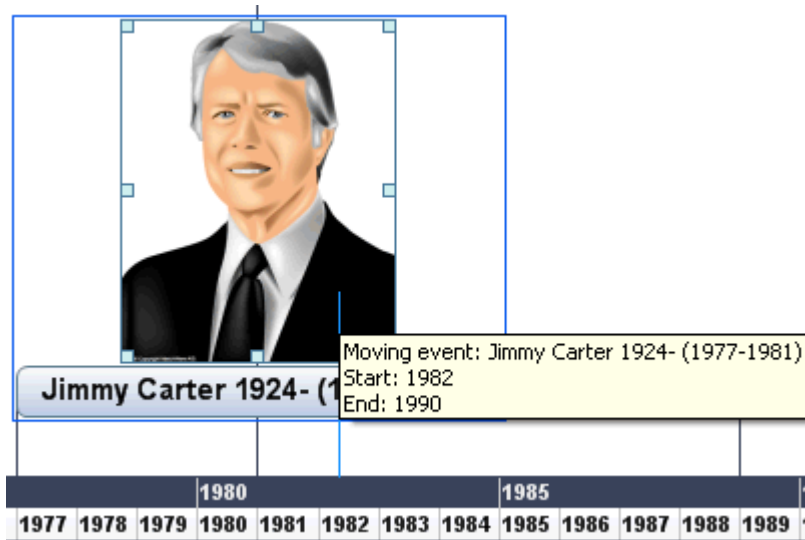 Jimmy Carter 1924- (1
Moving event: Jimmy Carter 1924- (1977-1981)
Start: 1982
End: 1990
1980 1985
1977 1978 1979 1980 1981 1982 1983 1984 1985 1986 1987 1988 1989